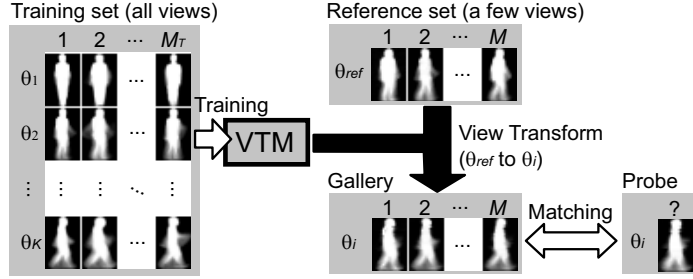 Training set (all views)
1 2 ... M_T
θ_1 ...
θ_2 ...
⋮ ⋮ ⋮ ⋱ ⋮
θ_K ...
Training
VTM
Reference set (a few views)
1 2 ... M
θ_ref ...
View Transform
(θ_ref to θ_i)
Gallery
1 2 ... M
θ_i ...
Matching
Probe
?
θ_i